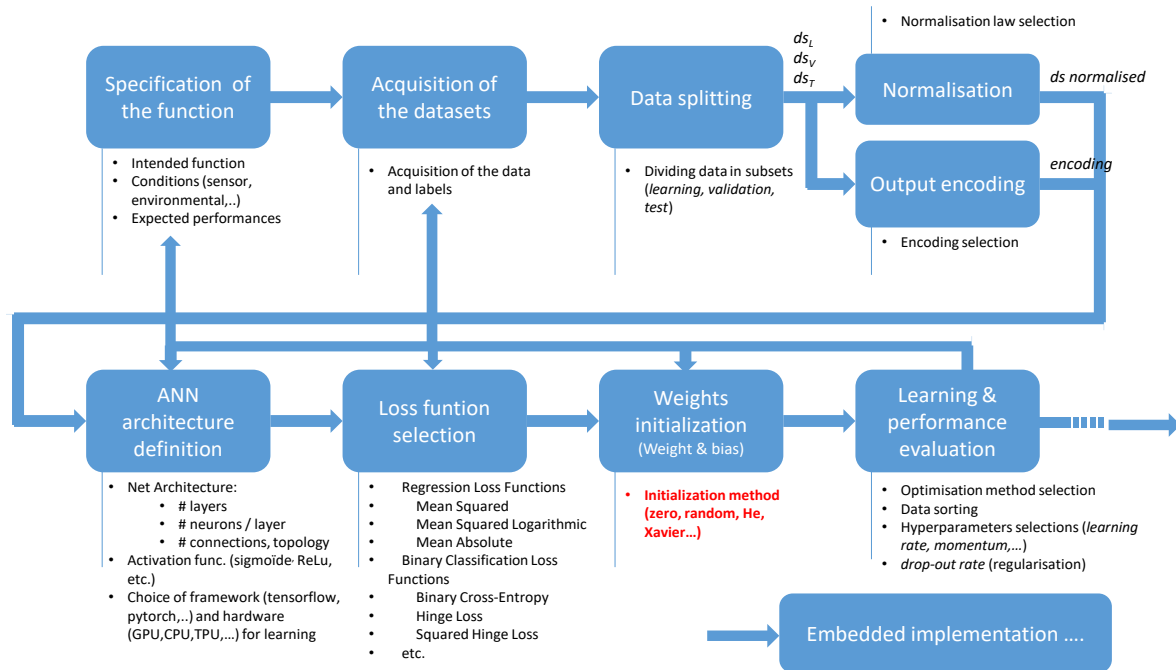 Specification of
the function
• Intended function
• Conditions (sensor,
environmental,..)
• Expected performances
Acquisition of
the datasets
• Acquisition of the data
and labels
Data splitting
• Dividing data in subsets
(learning, validation,
test)
ds_L
ds_V
ds_T
• Normalisation law selection
Normalisation
ds normalised
Output encoding
encoding
• Encoding selection
ANN
architecture
definition
• Net Architecture:
• # layers
• # neurons / layer
• # connections, topology
• Activation func. (sigmoïde, ReLu,
etc.)
• Choice of framework (tensorflow,
pytorch,..) and hardware
(GPU,CPU,TPU,...) for learning
Loss funtion
selection
• Regression Loss Functions
• Mean Squared
• Mean Squared Logarithmic
• Mean Absolute
• Binary Classification Loss
Functions
• Binary Cross-Entropy
• Hinge Loss
• Squared Hinge Loss
• etc.
Weights
initialization
(Weight & bias)
• Initialization method
(zero, random, He,
Xavier...)
Learning &
performance
evaluation
• Optimisation method selection
• Data sorting
• Hyperparameters selections (learning
rate, momentum,...)
• drop-out rate (regularisation)
Embedded implementation ....